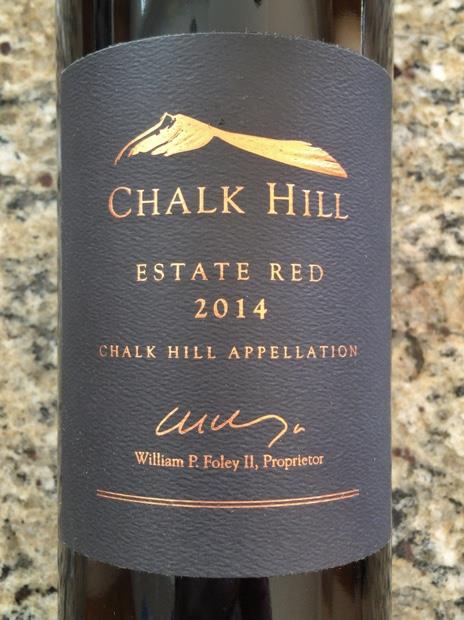 CHALK HILL
ESTATE RED
2014
CHALK HILL APPELLATION
William P. Foley II, Proprietor